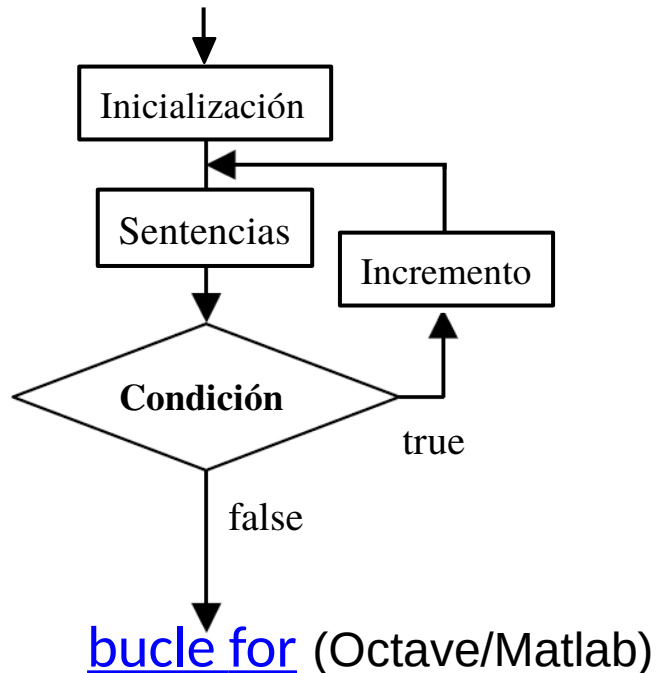 Inicialización
Sentencias
Incremento
Condición
true
false
bucle for (Octave/Matlab)